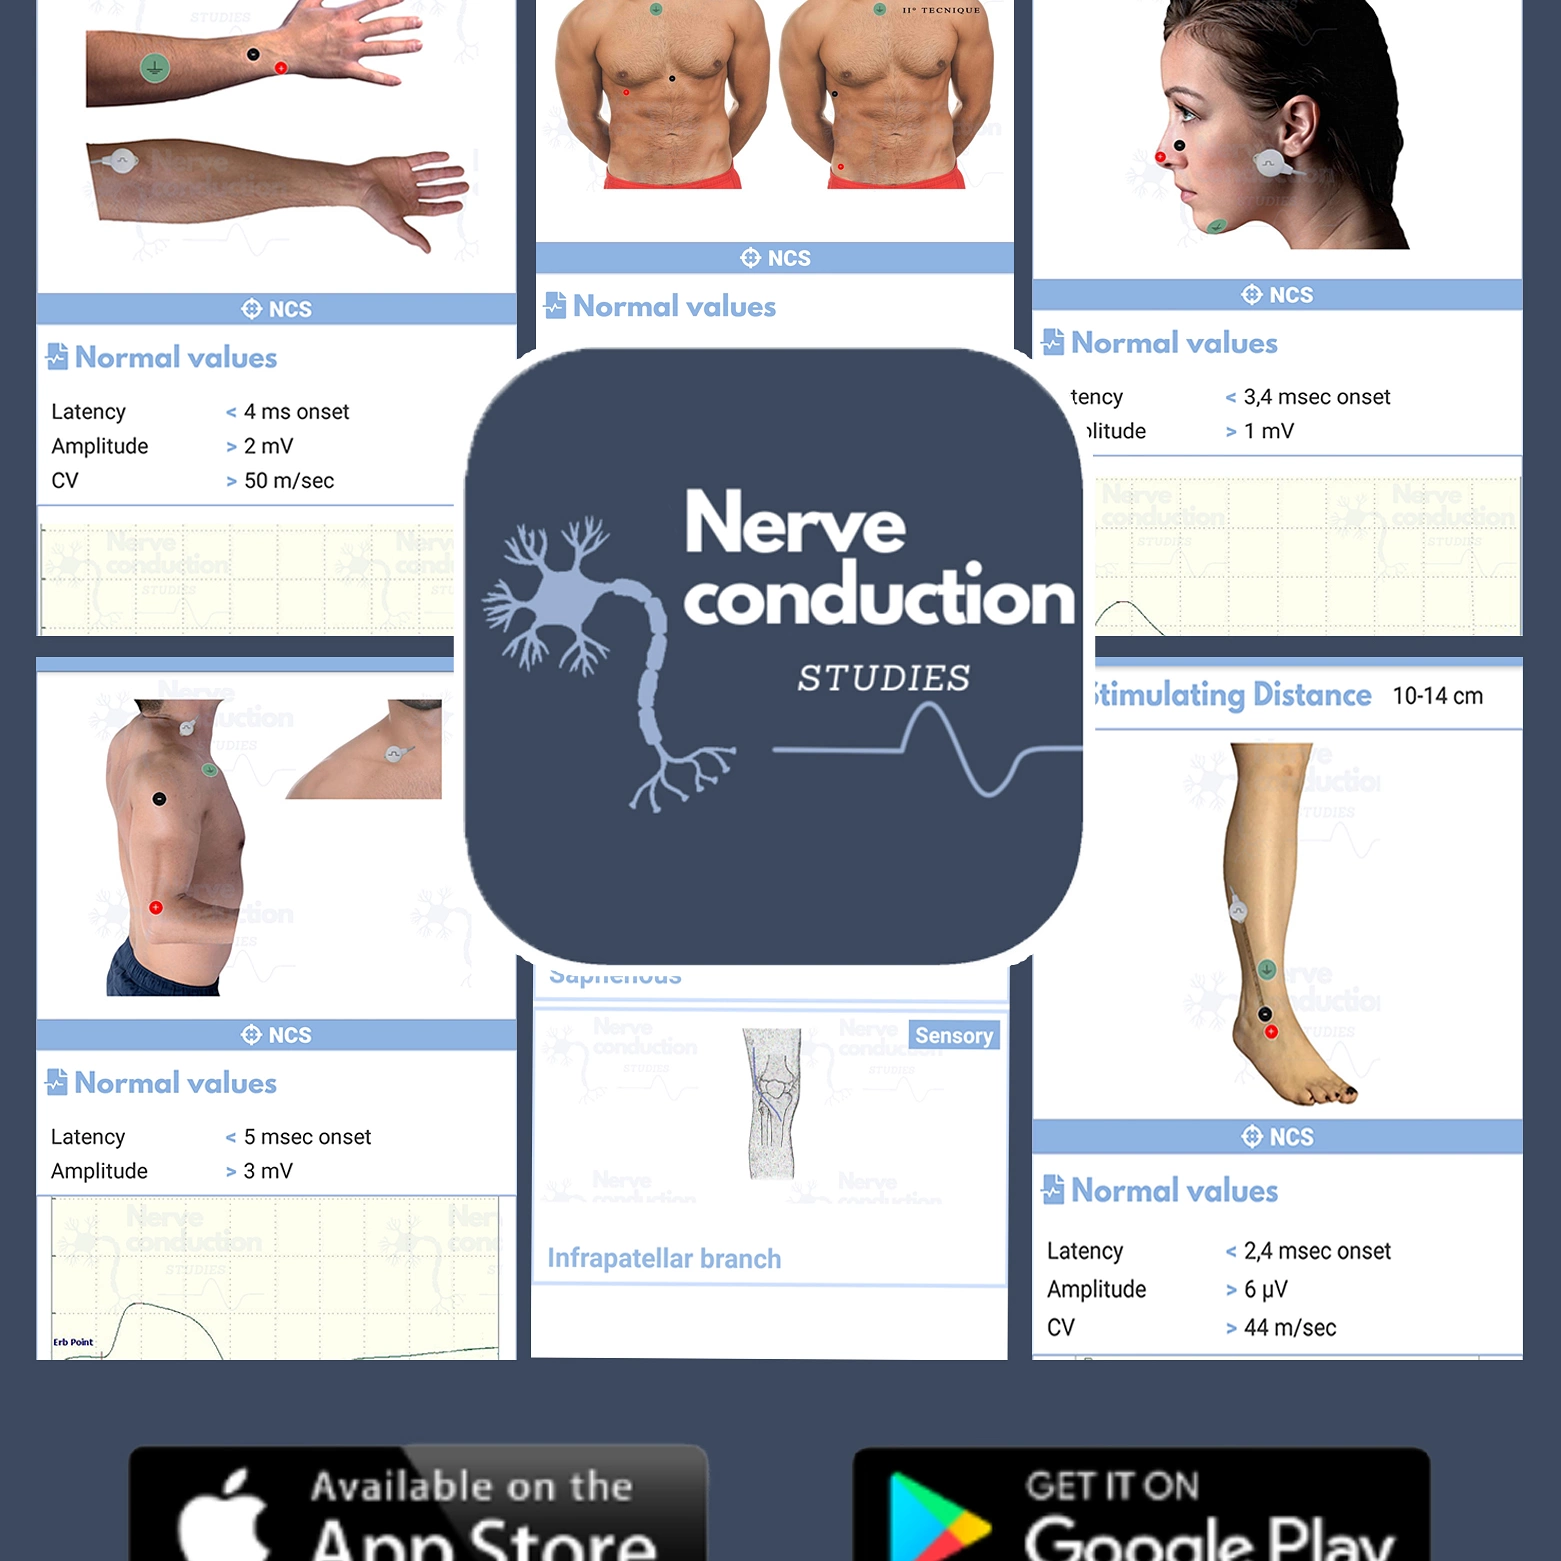 II° TECNIQUE
NCS
Normal values
Latency < 4 ms onset
Amplitude > 2 mV
CV > 50 m/sec
NCS
Normal values
NCS
Normal values
tency < 3,4 msec onset
plitude > 1 mV
Nerve
conduction
STUDIES
NCS
Normal values
Latency < 5 msec onset
Amplitude > 3 mV
Erb Point
Saphenous
Sensory
Infrapatellar branch
Stimulating Distance 10-14 cm
NCS
Normal values
Latency < 2,4 msec onset
Amplitude > 6 µV
CV > 44 m/sec
Available on the
App Store
GET IT ON
Google Play